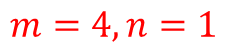 m = 4, n = 1